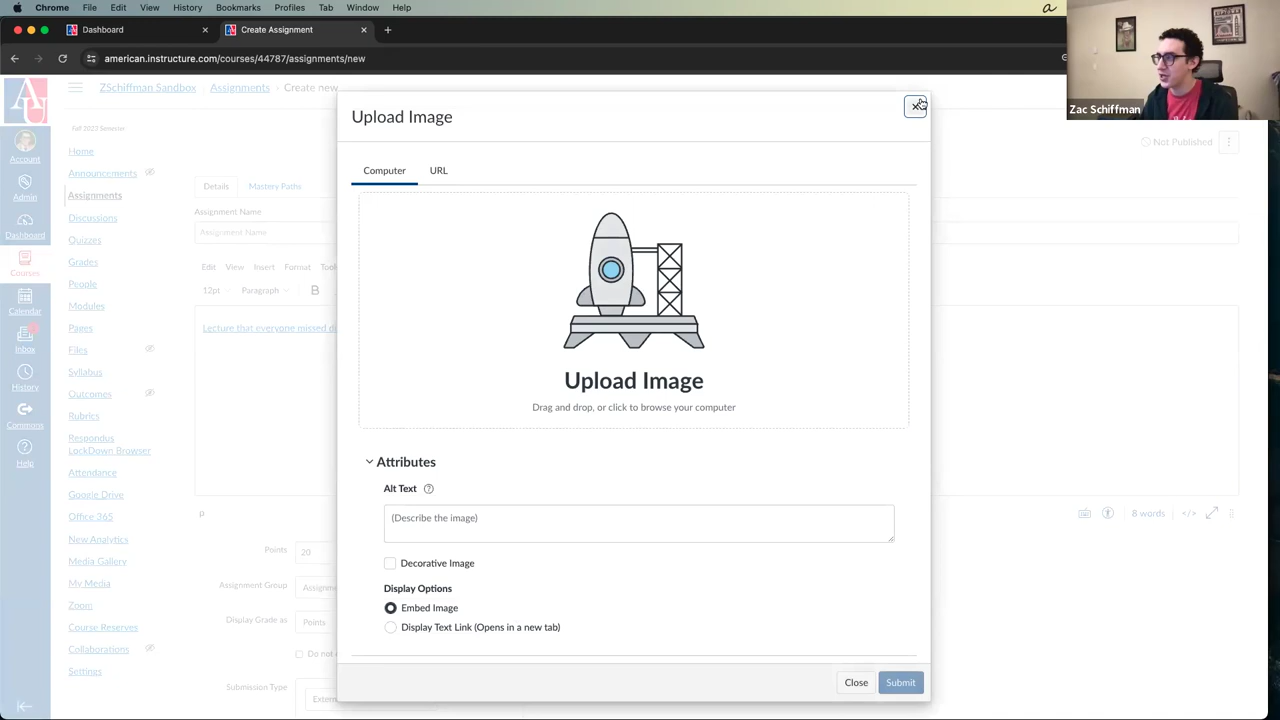 Chrome File Edit View History Bookmarks Profiles Tab Window Help
Dashboard
Create Assignment
american.instructure.com/courses/44787/assignments/new
Zac Schiffman
AU
ZSchiffman Sandbox › Assignments › Create new
Upload Image
Fall 2022 Semester
Not Published
Account
Admin
Dashboard
Courses
Calendar
Inbox
History
Commons
Help
Home
Announcements
Assignments
Discussions
Quizzes
Grades
People
Modules
Pages
Files
Syllabus
Outcomes
Rubrics
Respondus
LockDown Browser
Attendance
Google Drive
Office 365
New Analytics
Media Gallery
My Media
Zoom
Course Reserves
Collaborations
Settings
Details Mastery Paths
Assignment Name
Assignment Name
Edit View Insert Format Tool
12pt Paragraph B
Lecture that everyone missed
p
8 words </>
Points 20
Assignment Group
Display Grade as Points
Do not
Submission Type
Computer URL
Upload Image
Drag and drop, or click to browse your computer
Attributes
Alt Text
(Describe the image)
Decorative Image
Display Options
Embed Image
Display Text Link (Opens in a new tab)
Close Submit